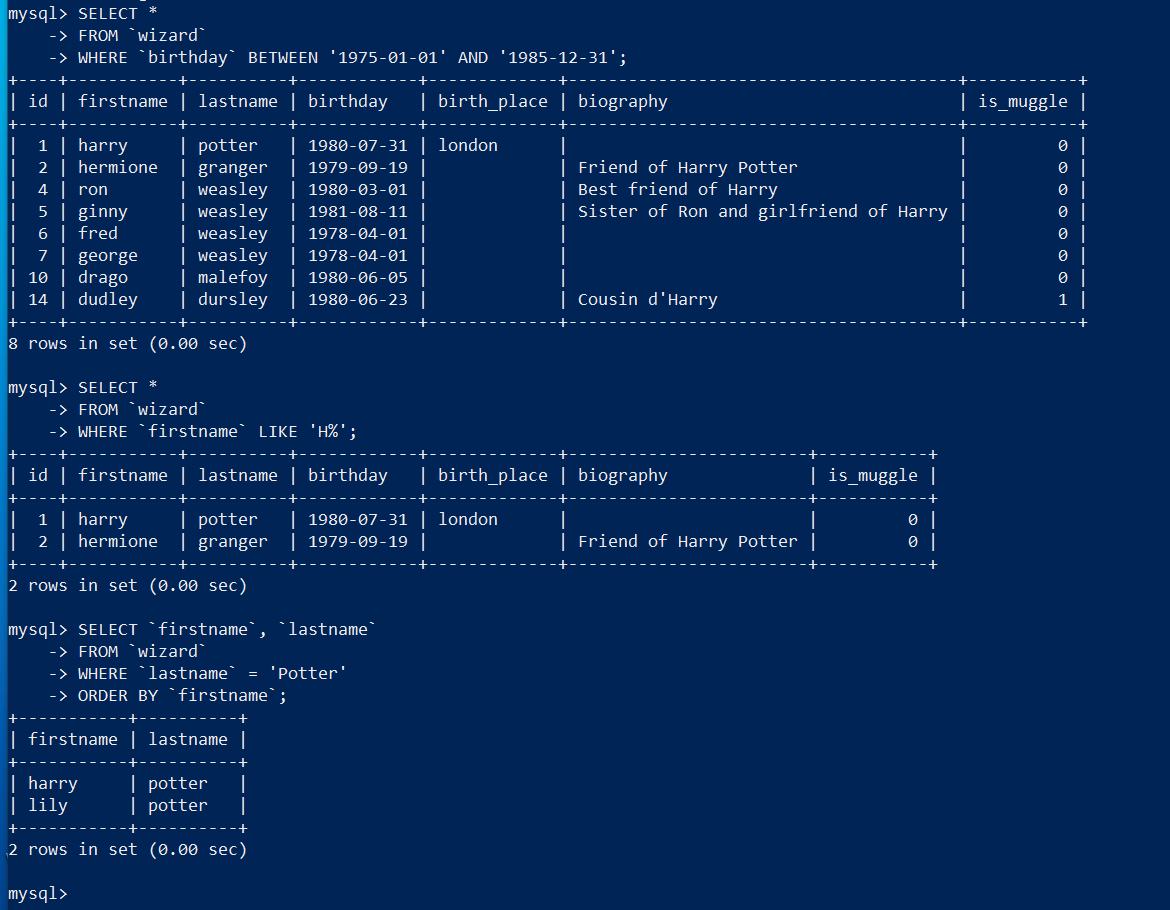 mysql> SELECT *
    -> FROM `wizard`
    -> WHERE `birthday` BETWEEN '1975-01-01' AND '1985-12-31';
+----+-----------+----------+------------+-------------+---------------------------------------+-----------+
| id | firstname | lastname | birthday   | birth_place | biography                             | is_muggle |
+----+-----------+----------+------------+-------------+---------------------------------------+-----------+
|  1 | harry     | potter   | 1980-07-31 | london      |                                       |         0 |
|  2 | hermione  | granger  | 1979-09-19 |             | Friend of Harry Potter                |         0 |
|  4 | ron       | weasley  | 1980-03-01 |             | Best friend of Harry                  |         0 |
|  5 | ginny     | weasley  | 1981-08-11 |             | Sister of Ron and girlfriend of Harry |         0 |
|  6 | fred      | weasley  | 1978-04-01 |             |                                       |         0 |
|  7 | george    | weasley  | 1978-04-01 |             |                                       |         0 |
| 10 | drago     | malefoy  | 1980-06-05 |             |                                       |         0 |
| 14 | dudley    | dursley  | 1980-06-23 |             | Cousin d'Harry                        |         1 |
+----+-----------+----------+------------+-------------+---------------------------------------+-----------+
8 rows in set (0.00 sec)

mysql> SELECT *
    -> FROM `wizard`
    -> WHERE `firstname` LIKE 'H%';
+----+-----------+----------+------------+-------------+------------------------+-----------+
| id | firstname | lastname | birthday   | birth_place | biography              | is_muggle |
+----+-----------+----------+------------+-------------+------------------------+-----------+
|  1 | harry     | potter   | 1980-07-31 | london      |                        |         0 |
|  2 | hermione  | granger  | 1979-09-19 |             | Friend of Harry Potter |         0 |
+----+-----------+----------+------------+-------------+------------------------+-----------+
2 rows in set (0.00 sec)

mysql> SELECT `firstname`, `lastname`
    -> FROM `wizard`
    -> WHERE `lastname` = 'Potter'
    -> ORDER BY `firstname`;
+-----------+----------+
| firstname | lastname |
+-----------+----------+
| harry     | potter   |
| lily      | potter   |
+-----------+----------+
2 rows in set (0.00 sec)

mysql>